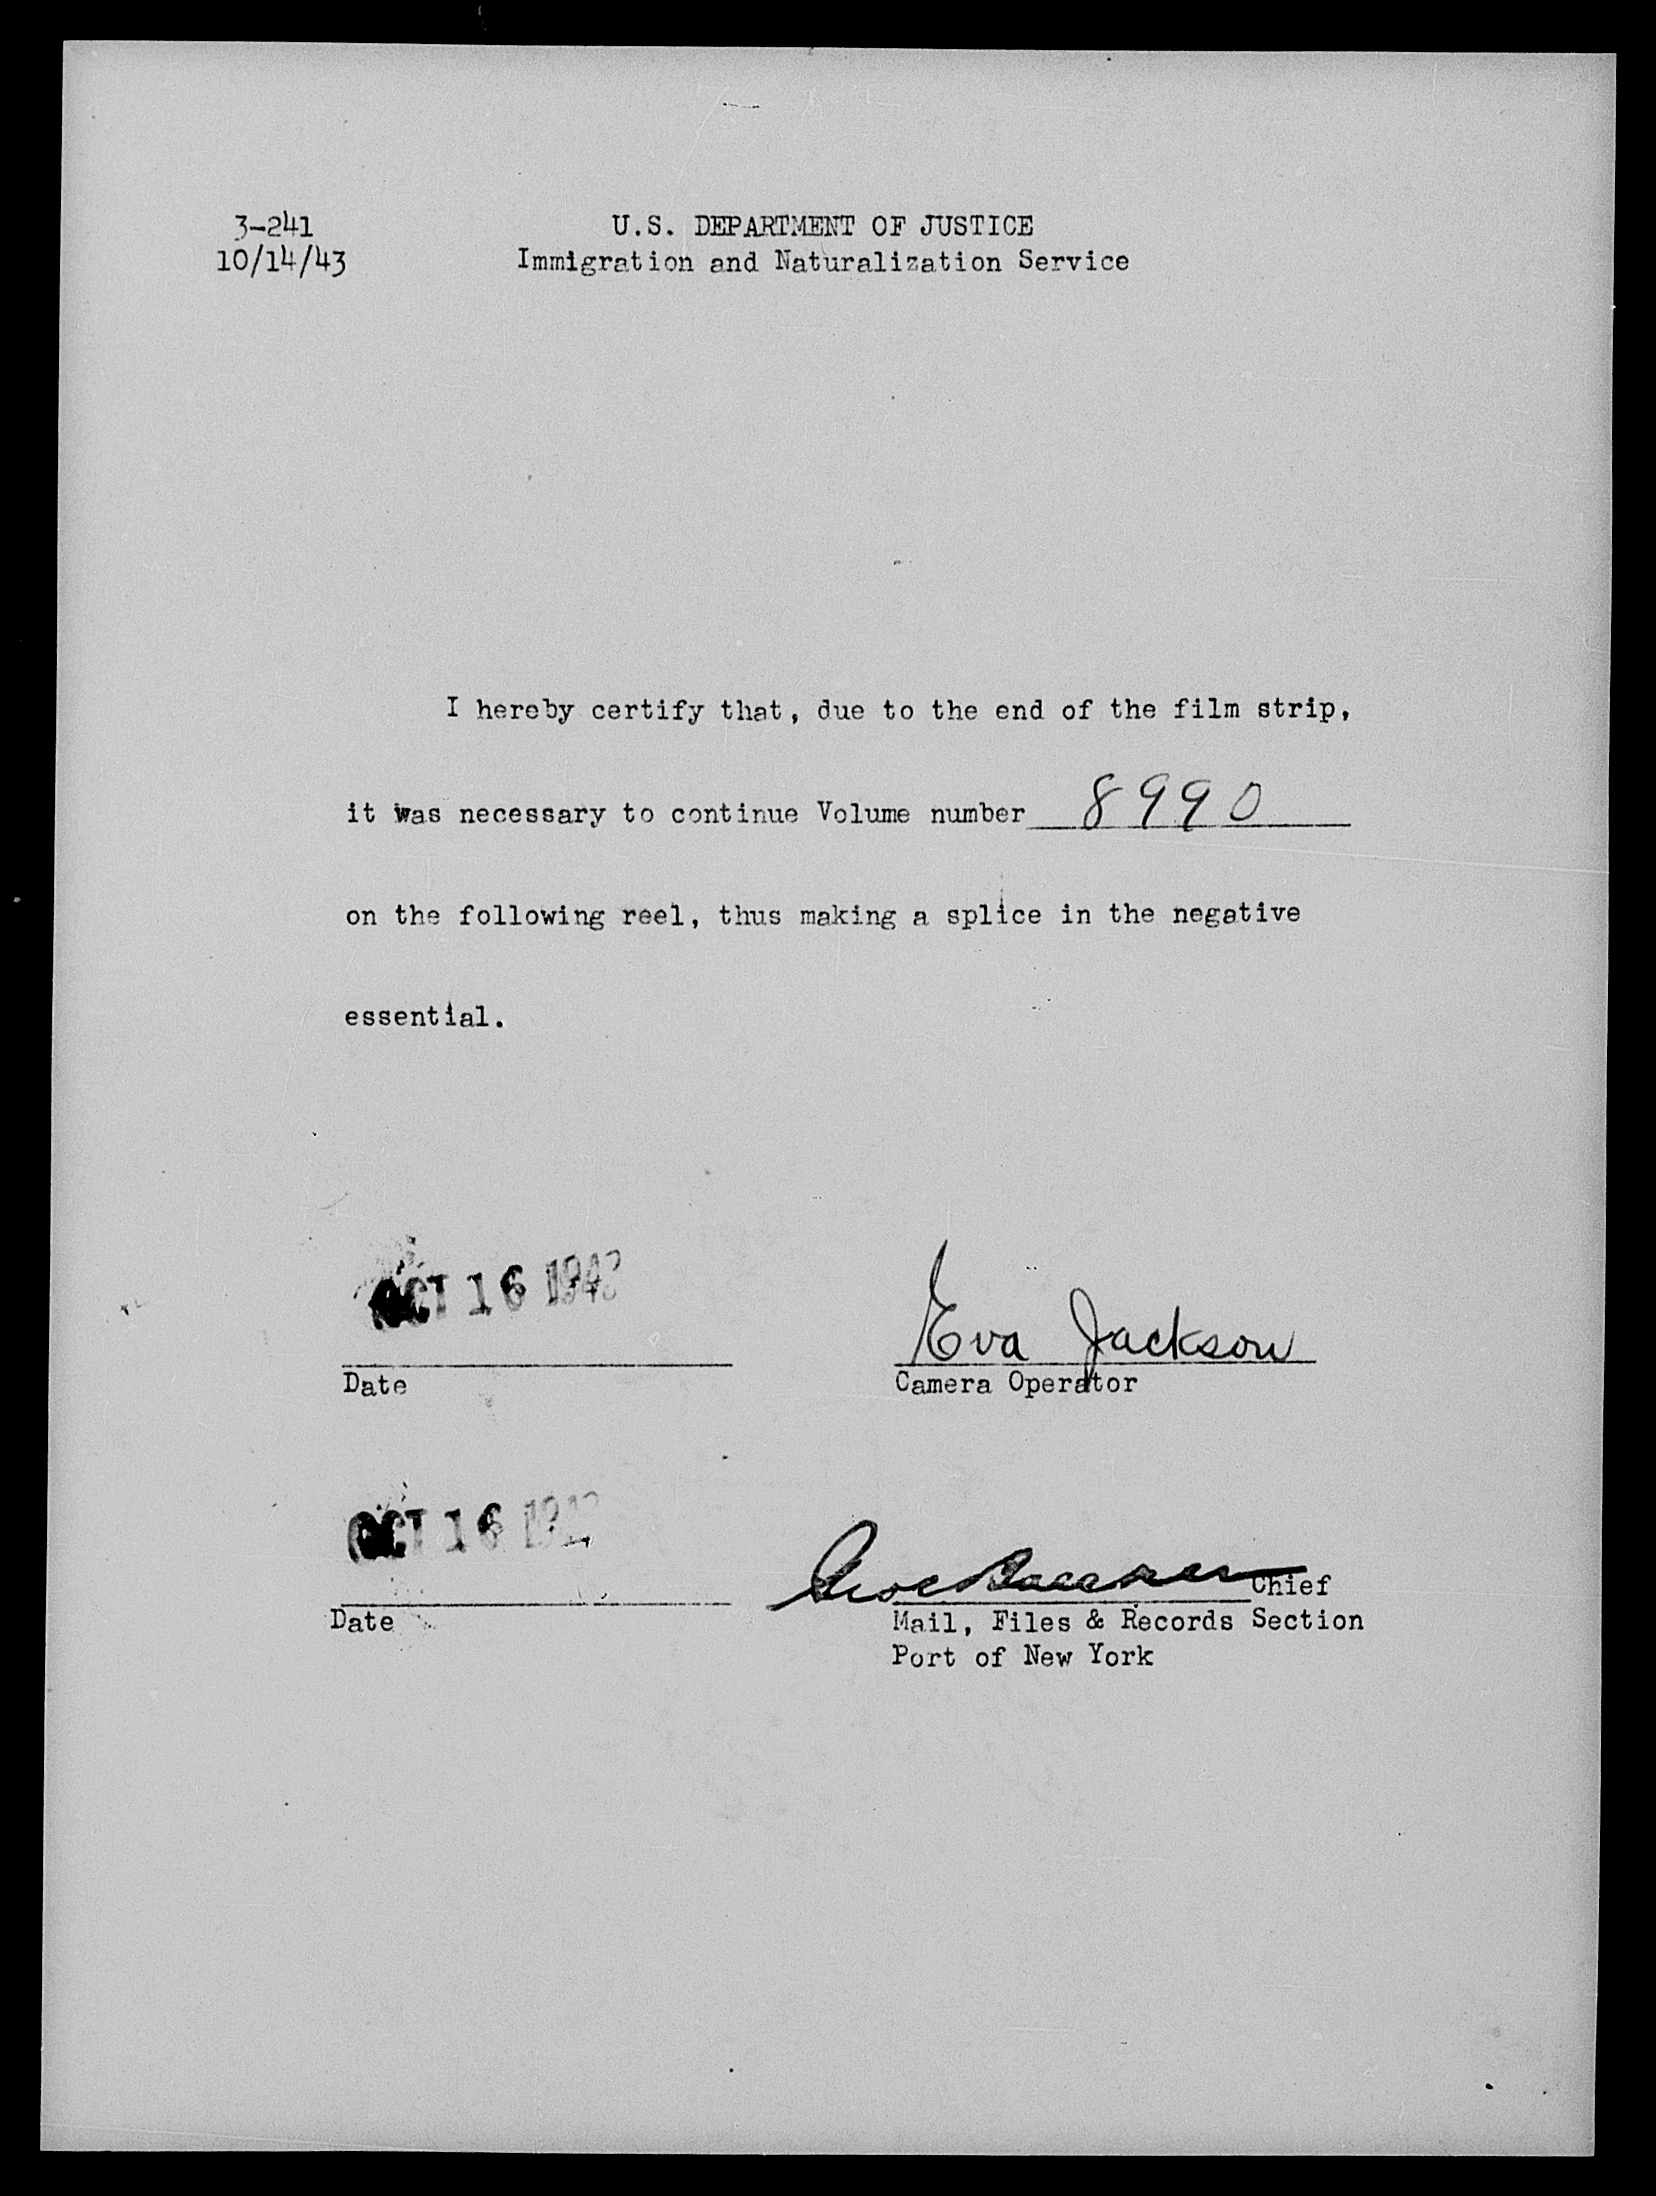 3-241
10/14/43
U.S. DEPARTMENT OF JUSTICE
Immigration and Naturalization Service
I hereby certify that, due to the end of the film strip,
it was necessary to continue Volume number 8990
on the following reel, thus making a splice in the negative
essential.
OCT 16 194
Eva Jackson
Date
Camera Operator
OCT 16
Chief
Date
Mail, Files & Records Section
Port of New York